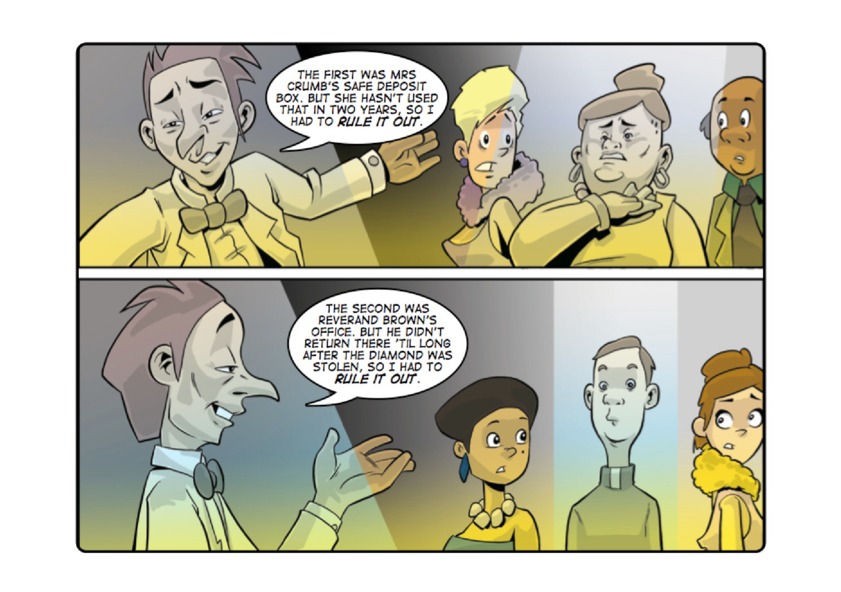 THE FIRST WAS MRS
CRUMB'S SAFE DEPOSIT
BOX. BUT SHE HASN'T USED
THAT IN TWO YEARS, SO I
HAD TO RULE IT OUT.
THE SECOND WAS
REVERAND BROWN'S
OFFICE. BUT HE DIDN'T
RETURN THERE 'TIL LONG
AFTER THE DIAMOND WAS
STOLEN, SO I HAD TO
RULE IT OUT.